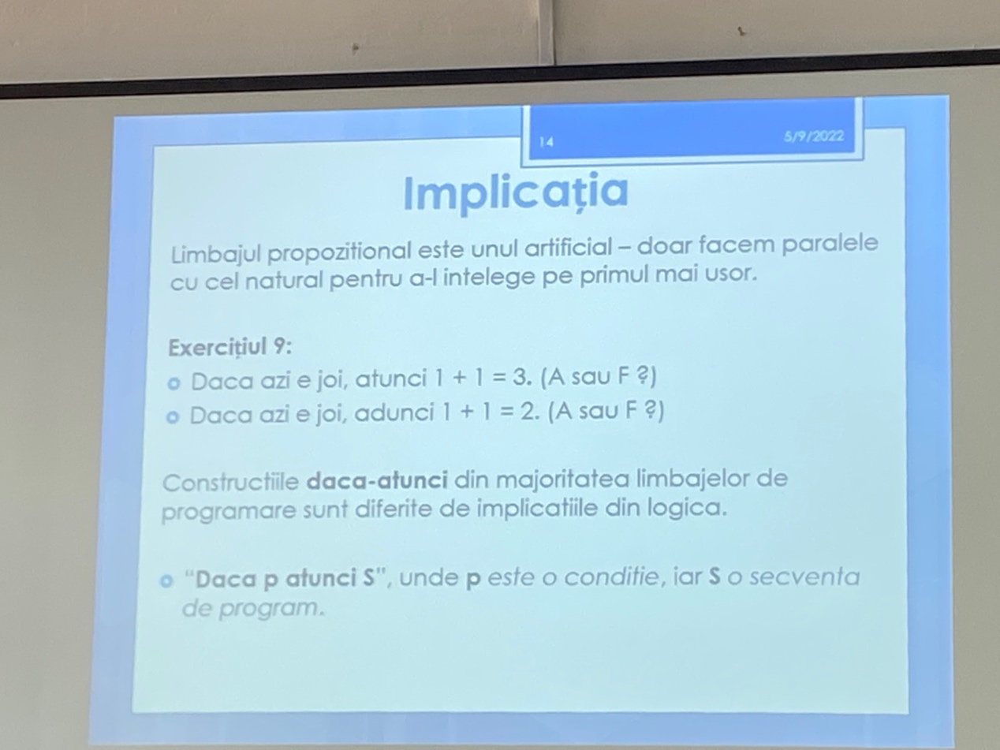 14
5/9/2022
Implicația
Limbajul propozitional este unul artificial – doar facem paralele
cu cel natural pentru a-l intelege pe primul mai usor.
Exercițiul 9:
Daca azi e joi, atunci 1 + 1 = 3. (A sau F ?)
Daca azi e joi, adunci 1 + 1 = 2. (A sau F ?)
Constructiile daca-atunci din majoritatea limbajelor de
programare sunt diferite de implicatiile din logica.
"Daca p atunci S", unde p este o conditie, iar S o secventa
de program.